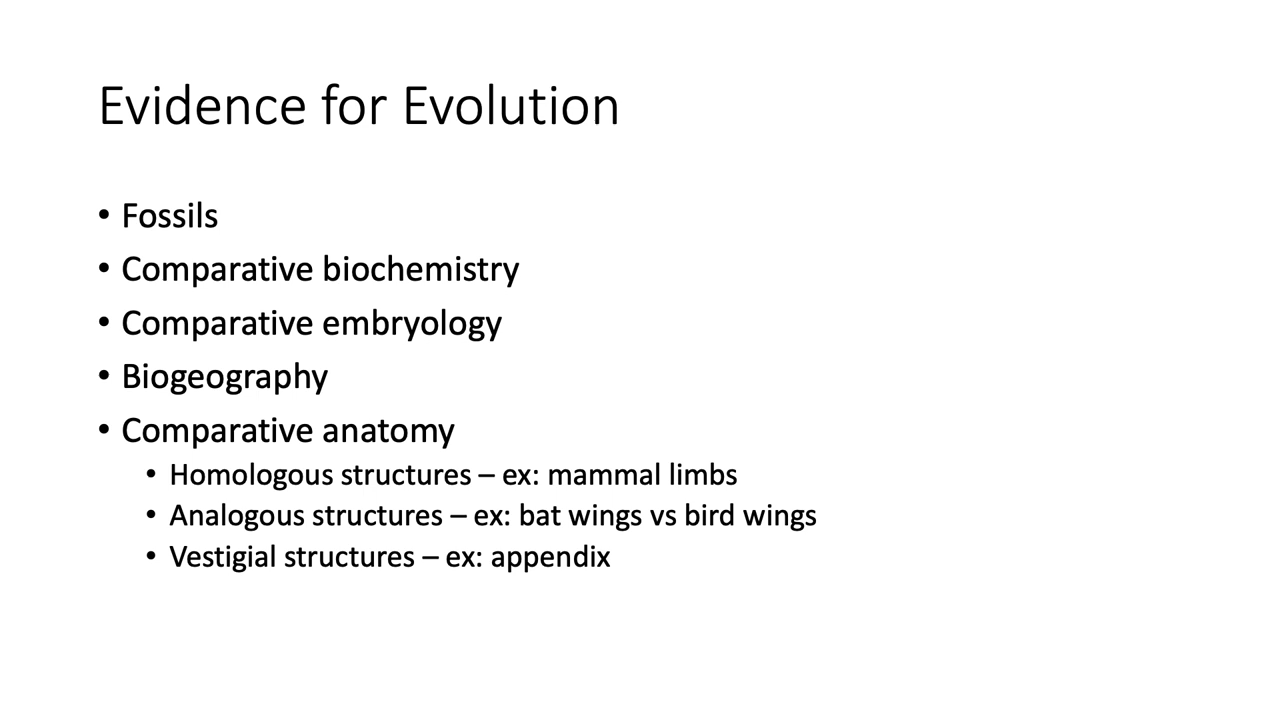 Evidence for Evolution
• Fossils
• Comparative biochemistry
• Comparative embryology
• Biogeography
• Comparative anatomy
• Homologous structures – ex: mammal limbs
• Analogous structures – ex: bat wings vs bird wings
• Vestigial structures – ex: appendix